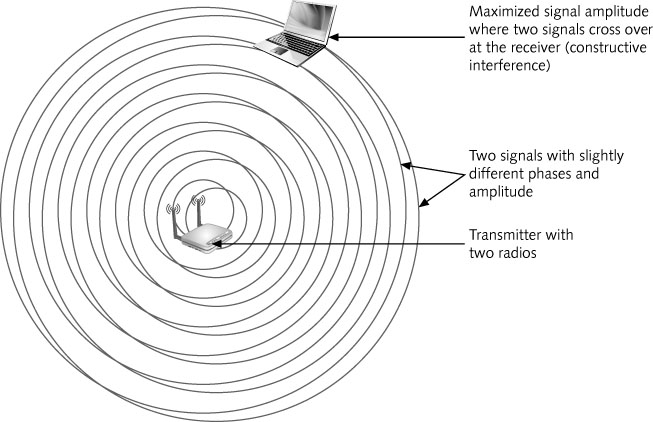 Maximized signal amplitude
where two signals cross over
at the receiver (constructive
interference)
Two signals with slightly
different phases and
amplitude
Transmitter with
two radios